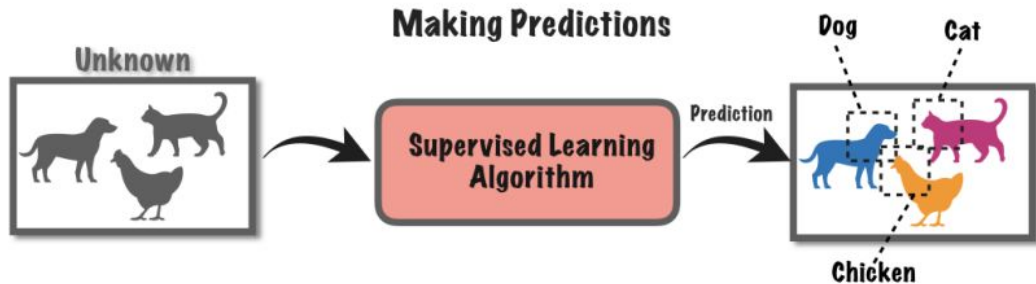 Making Predictions
Unknown
Supervised Learning
Algorithm
Prediction
Dog
Cat
Chicken